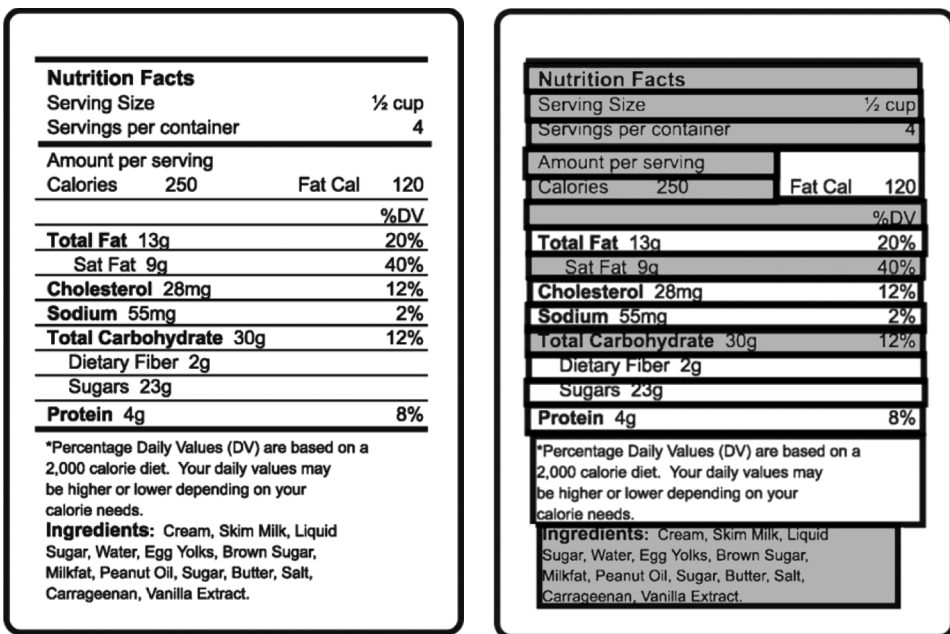 Nutrition Facts
Serving Size ½ cup
Servings per container 4
Amount per serving
Calories 250 Fat Cal 120
%DV
Total Fat 13g 20%
Sat Fat 9g 40%
Cholesterol 28mg 12%
Sodium 55mg 2%
Total Carbohydrate 30g 12%
Dietary Fiber 2g
Sugars 23g
Protein 4g 8%
*Percentage Daily Values (DV) are based on a
2,000 calorie diet. Your daily values may
be higher or lower depending on your
calorie needs.
Ingredients: Cream, Skim Milk, Liquid
Sugar, Water, Egg Yolks, Brown Sugar,
Milkfat, Peanut Oil, Sugar, Butter, Salt,
Carrageenan, Vanilla Extract.
Nutrition Facts
Serving Size ½ cup
Servings per container 4
Amount per serving
Calories 250 Fat Cal 120
%DV
Total Fat 13g 20%
Sat Fat 9g 40%
Cholesterol 28mg 12%
Sodium 55mg 2%
Total Carbohydrate 30g 12%
Dietary Fiber 2g
Sugars 23g
Protein 4g 8%
*Percentage Daily Values (DV) are based on a
2,000 calorie diet. Your daily values may
be higher or lower depending on your
calorie needs.
Ingredients: Cream, Skim Milk, Liquid
Sugar, Water, Egg Yolks, Brown Sugar,
Milkfat, Peanut Oil, Sugar, Butter, Salt,
Carrageenan, Vanilla Extract.